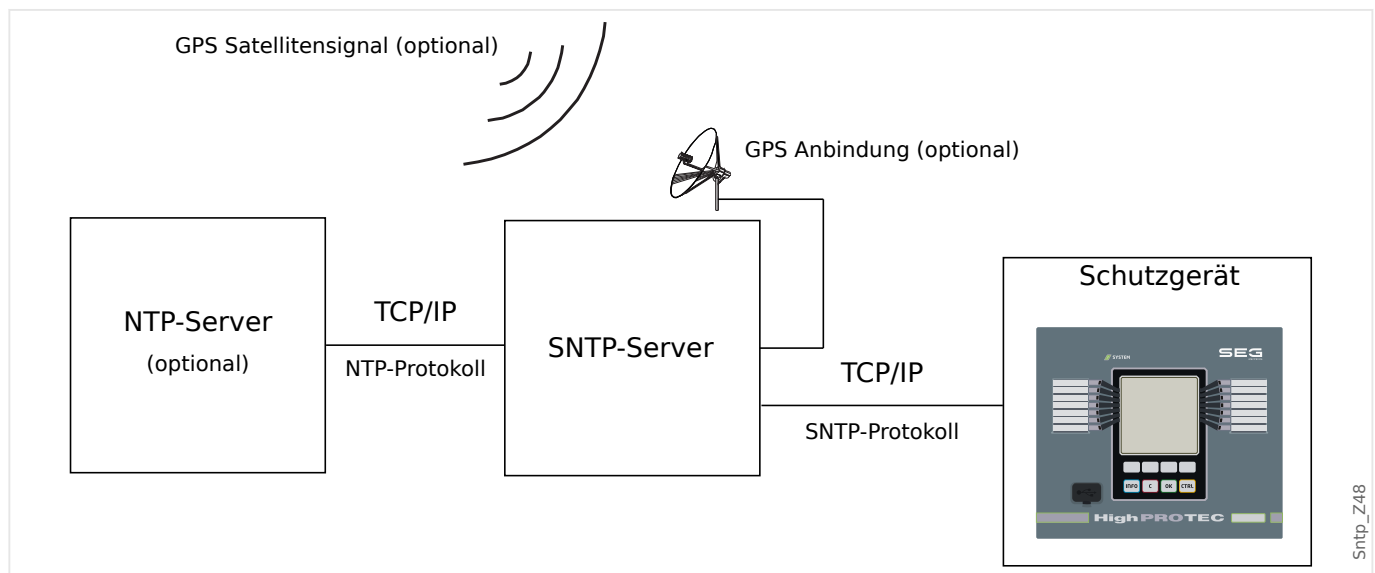 GPS Satellitensignal (optional)
GPS Anbindung (optional)
NTP-Server
(optional)
TCP/IP
NTP-Protokoll
SNTP-Server
TCP/IP
SNTP-Protokoll
Schutzgerät
SYSTEM
SEG
INFO
C
OK
CTRL
HighPROTEC
Sntp_Z48